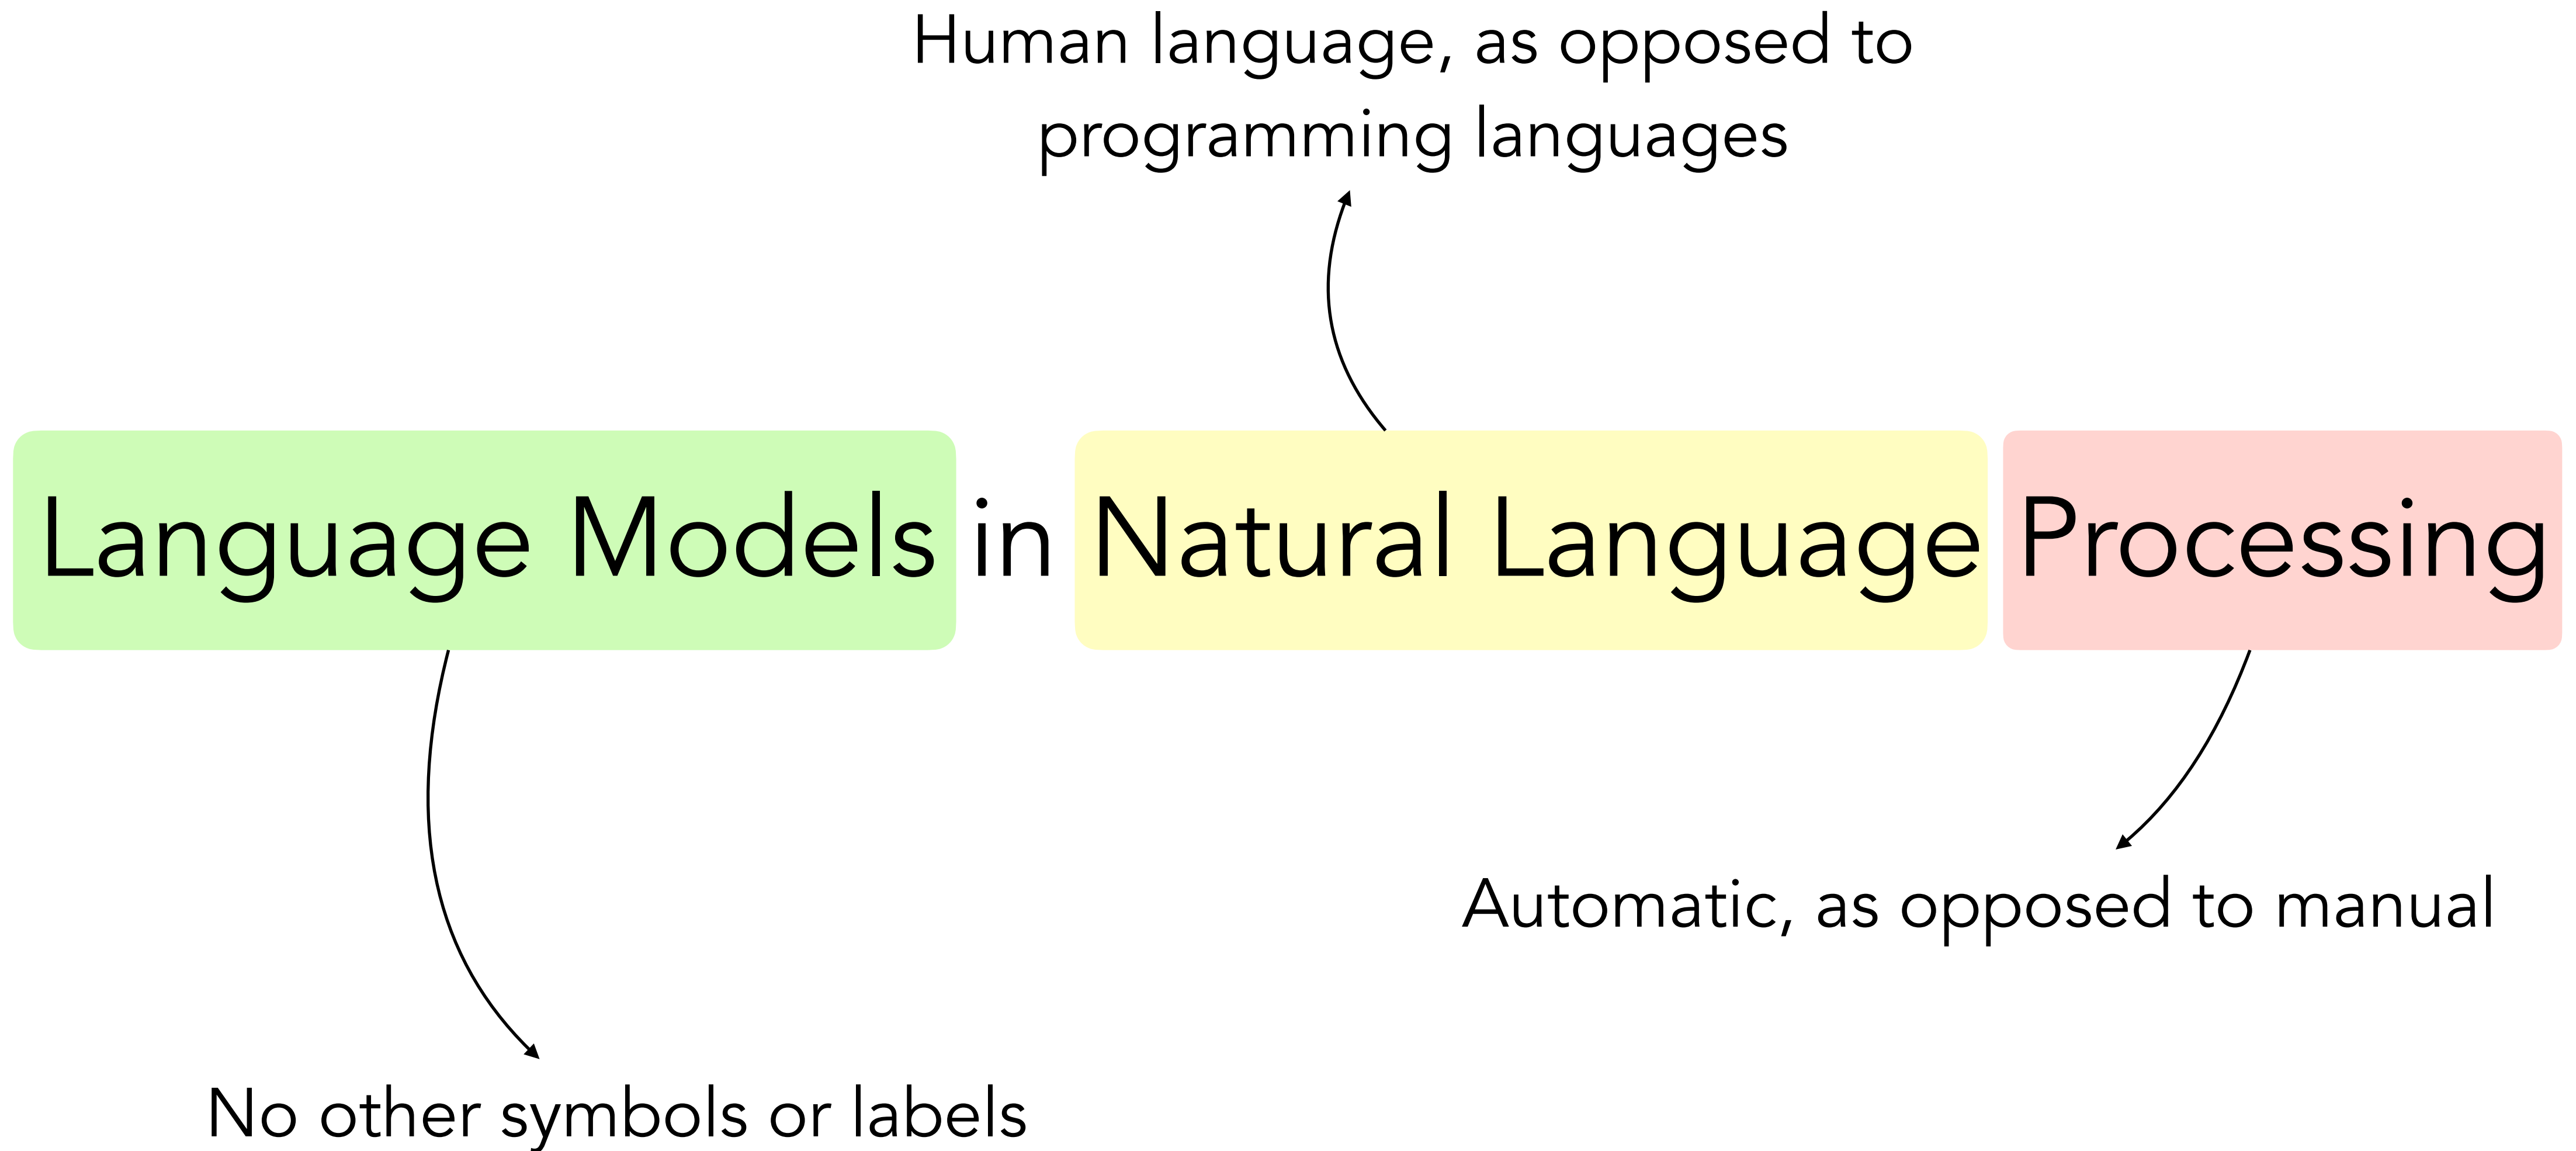 Human language, as opposed to
programming languages
Language Models in Natural Language Processing
Automatic, as opposed to manual
No other symbols or labels